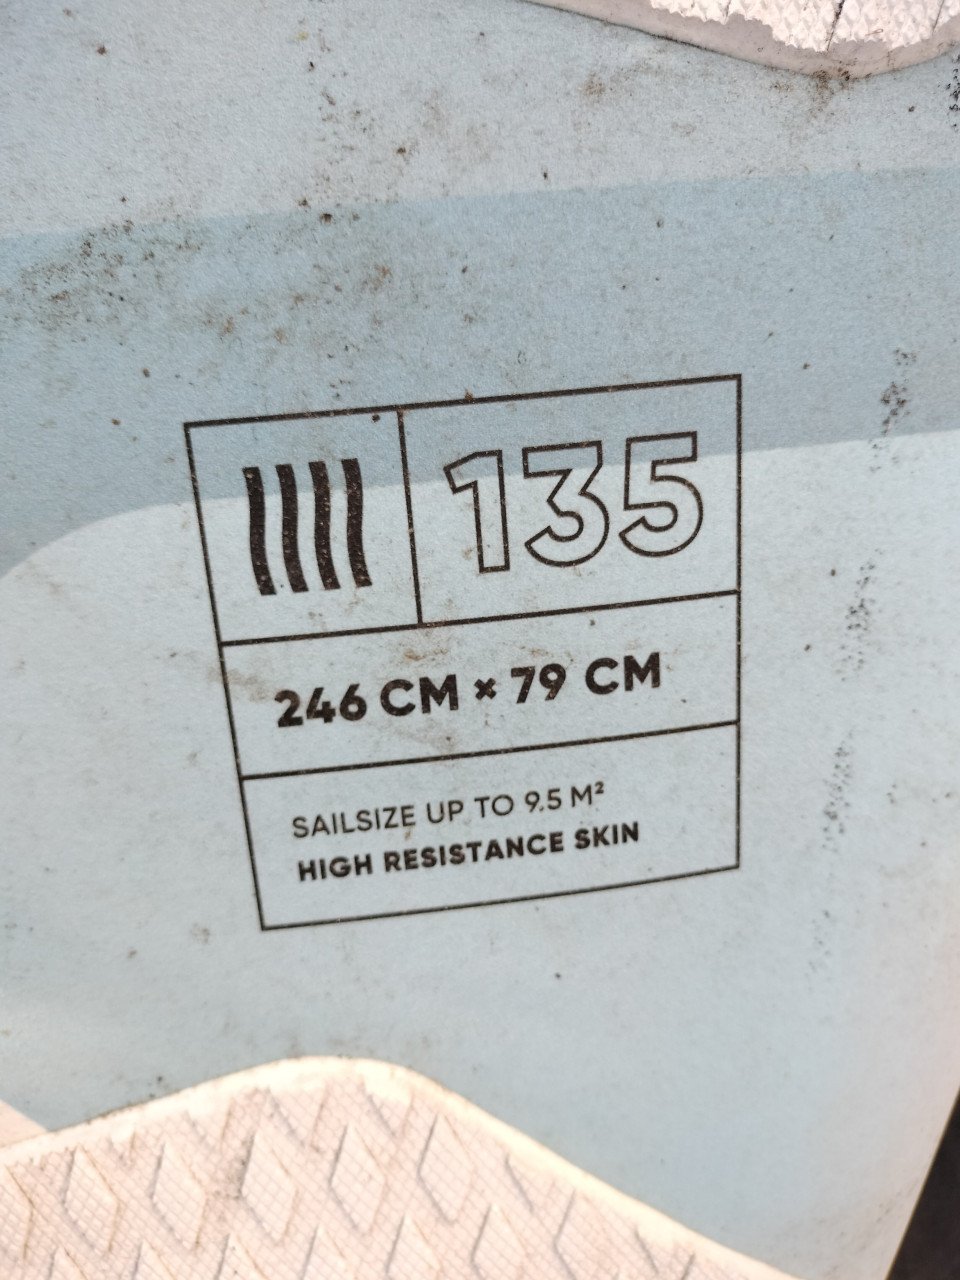 135
246 CM × 79 CM
SAILSIZE UP TO 9.5 M²
HIGH RESISTANCE SKIN